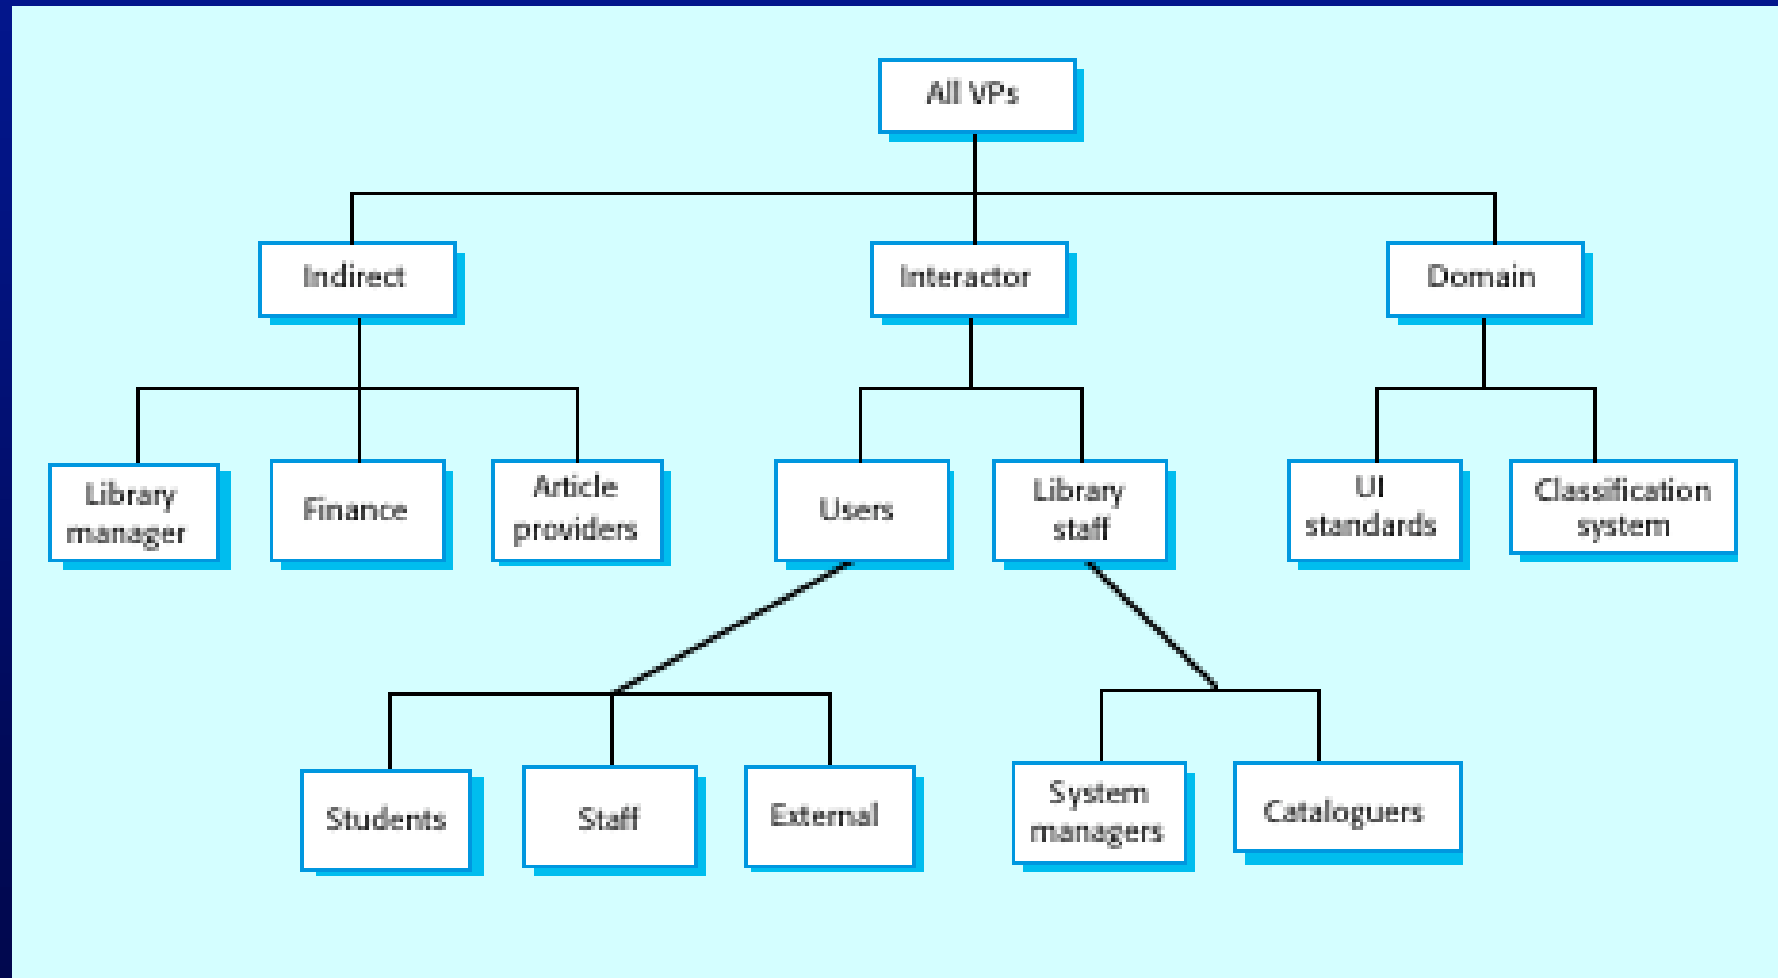 All VPs
Indirect
Interactor
Domain
Library
manager
Finance
Article
providers
Users
Library
staff
UI
standards
Classification
system
Students
Staff
External
System
managers
Cataloguers